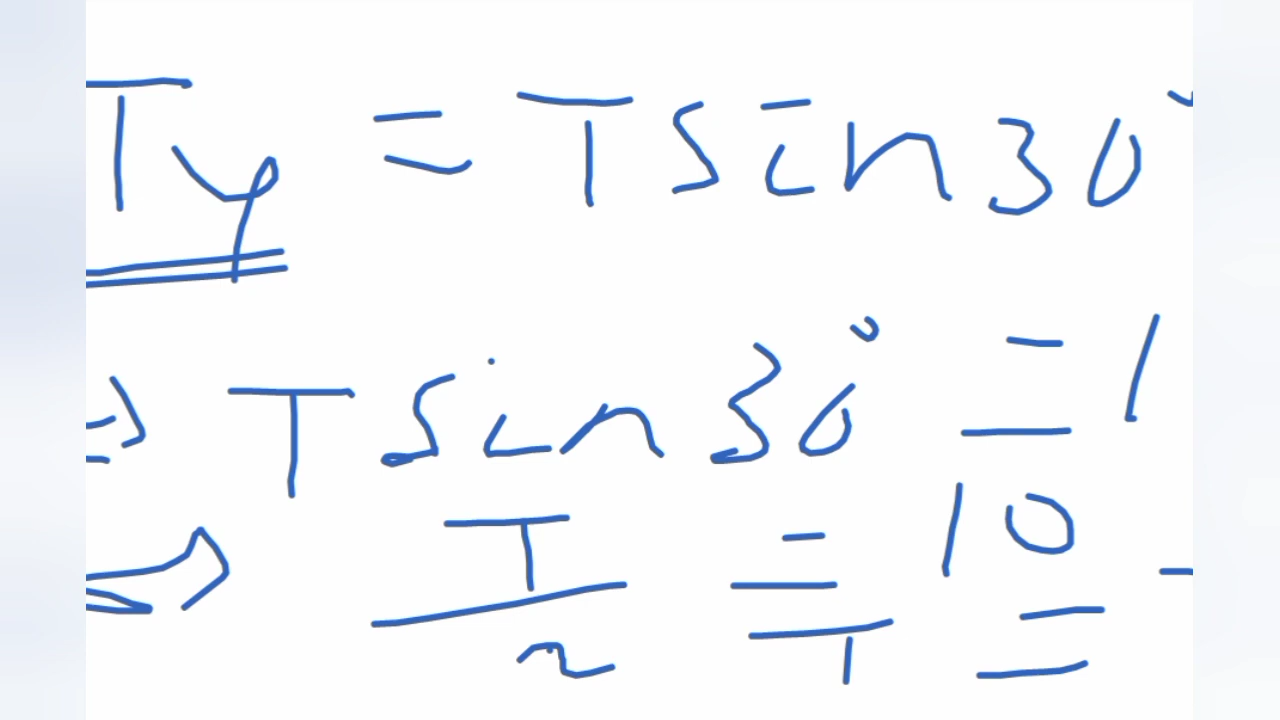 Ty = T sin 30°
=> T sin 30° = 1
=> T/2 = 10
T =